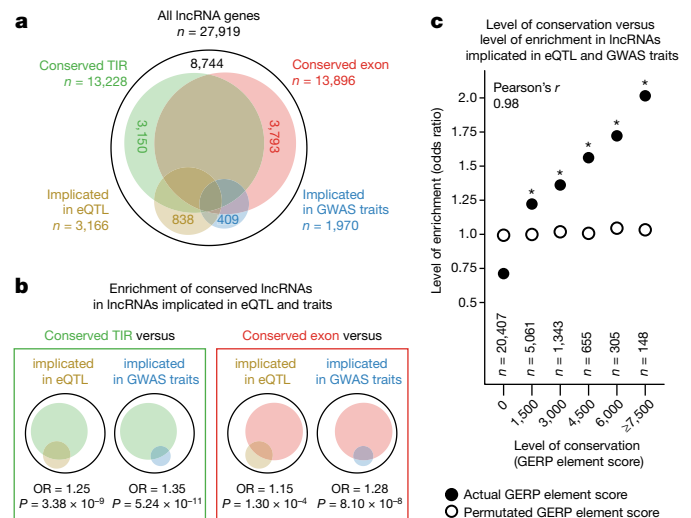 a
All lncRNA genes
n = 27,919
Conserved TIR
n = 13,228
8,744
Conserved exon
n = 13,896
3,150
3,793
Implicated
in eQTL
n = 3,166
838
409
Implicated
in GWAS traits
n = 1,970
b
Enrichment of conserved lncRNAs
in lncRNAs implicated in eQTL and traits
Conserved TIR versus
implicated
in eQTL
implicated
in GWAS traits
OR = 1.25
P = 3.38 × 10⁻⁹
OR = 1.35
P = 5.24 × 10⁻¹¹
Conserved exon versus
implicated
in eQTL
implicated
in GWAS traits
OR = 1.15
P = 1.30 × 10⁻⁴
OR = 1.28
P = 8.10 × 10⁻⁸
c
Level of conservation versus
level of enrichment in lncRNAs
implicated in eQTL and GWAS traits
Pearson's r
0.98
Level of enrichment (odds ratio)
2.0
1.75
1.5
1.25
1.0
0.75
0.5
*
*
*
*
*
n = 20,407
n = 5,061
n = 1,343
n = 655
n = 305
n = 148
0
1,500
3,000
4,500
6,000
≥7,500
Level of conservation
(GERP element score)
Actual GERP element score
Permutated GERP element score